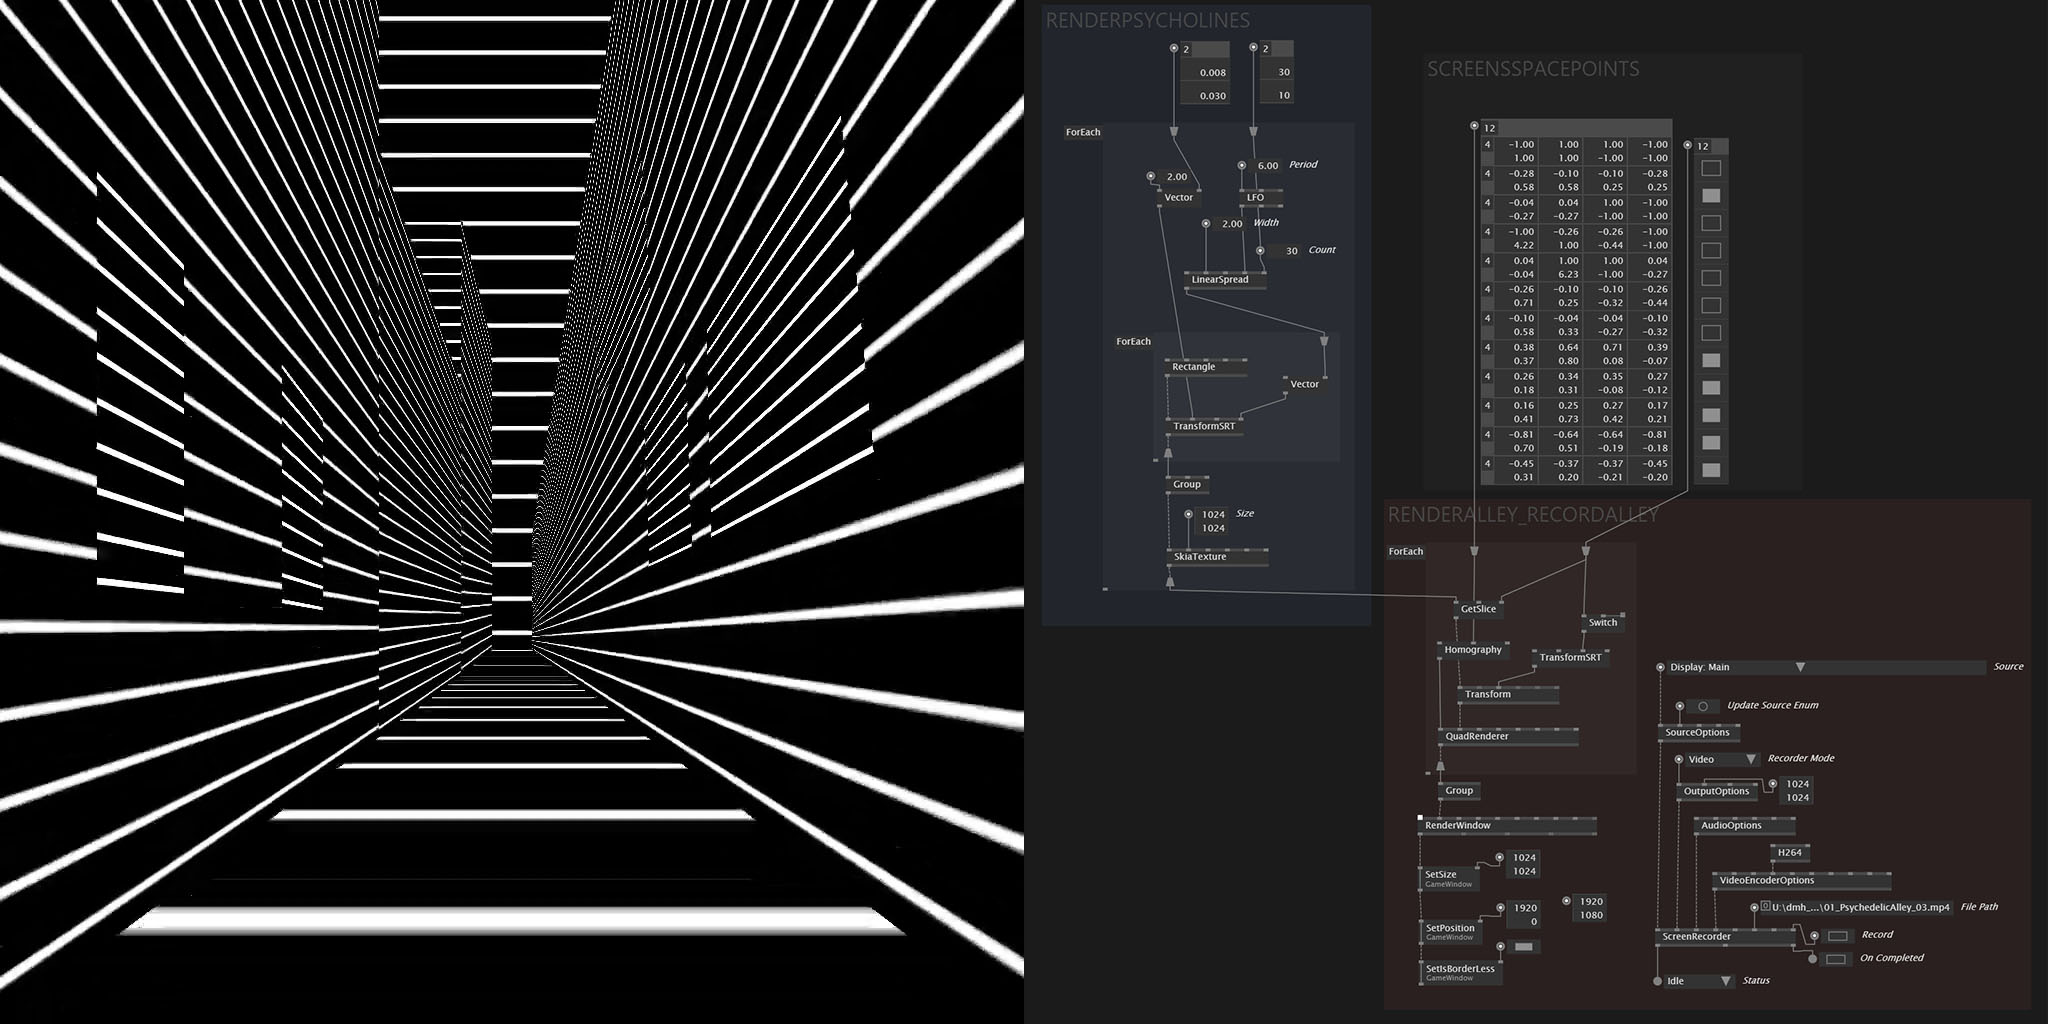 RENDERPSYCHOLINES
2
0.008
0.030
2
30
10
ForEach
6.00 Period
2.00
Vector
LFO
2.00 Width
30 Count
LinearSpread
ForEach
Rectangle
Vector
TransformSRT
Group
1024 Size
1024
SkiaTexture
SCREENSSPACEPOINTS
12
4 -1.00 1.00 1.00 -1.00
1.00 1.00 -1.00 -1.00
4 -0.28 -0.10 -0.10 -0.28
0.58 0.58 0.25 0.25
4 -0.04 0.04 1.00 -1.00
-0.27 -0.27 -1.00 -1.00
4 -1.00 -0.26 -0.26 -1.00
4.22 1.00 -0.44 -1.00
4 0.04 1.00 1.00 0.04
-0.04 6.23 -1.00 -0.27
4 -0.26 -0.10 -0.10 -0.26
0.71 0.25 -0.32 -0.44
4 -0.10 -0.04 -0.04 -0.10
0.58 0.33 -0.27 -0.32
4 0.38 0.64 0.71 0.39
0.37 0.80 0.08 -0.07
4 0.26 0.34 0.35 0.27
0.18 0.31 -0.08 -0.12
4 0.16 0.25 0.27 0.17
0.41 0.73 0.42 0.21
4 -0.81 -0.64 -0.64 -0.81
0.70 0.51 -0.19 -0.18
4 -0.45 -0.37 -0.37 -0.45
0.31 0.20 -0.21 -0.20
12
RENDERALLEY_RECORDALLEY
ForEach
GetSlice
Switch
Homography
TransformSRT
Transform
QuadRenderer
Group
RenderWindow
1024
1024
SetSize
GameWindow
1920
0
SetPosition
GameWindow
1920
1080
SetIsBorderLess
GameWindow
Display: Main Source
Update Source Enum
SourceOptions
Video Recorder Mode
OutputOptions
1024
1024
AudioOptions
H264
VideoEncoderOptions
U:\dmh_...\01_PsychedelicAlley_03.mp4 File Path
ScreenRecorder
Record
On Completed
Idle Status